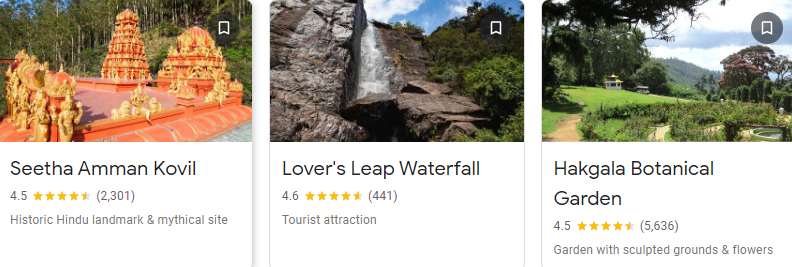 Seetha Amman Kovil
4.5 (2,301)
Historic Hindu landmark & mythical site
Lover's Leap Waterfall
4.6 (441)
Tourist attraction
Hakgala Botanical
Garden
4.5 (5,636)
Garden with sculpted grounds & flowers